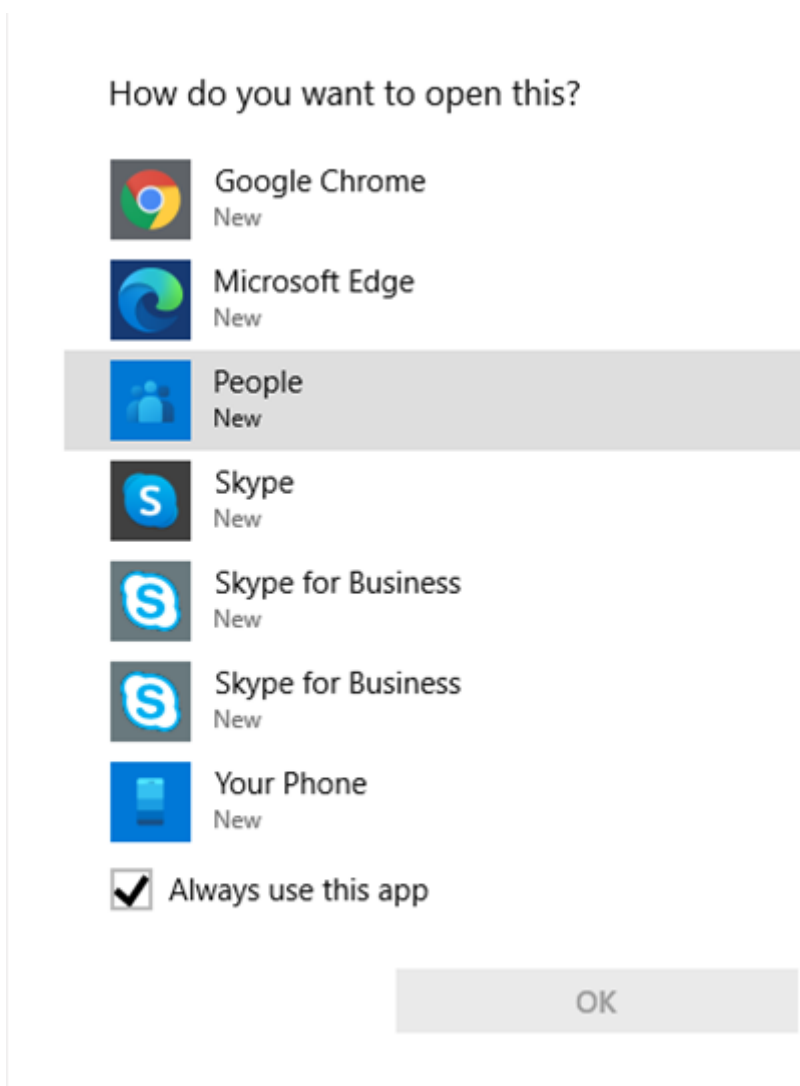 How do you want to open this?
Google Chrome
New
Microsoft Edge
New
People
New
S
Skype
New
S
Skype for Business
New
S
Skype for Business
New
Your Phone
New
Always use this app
OK